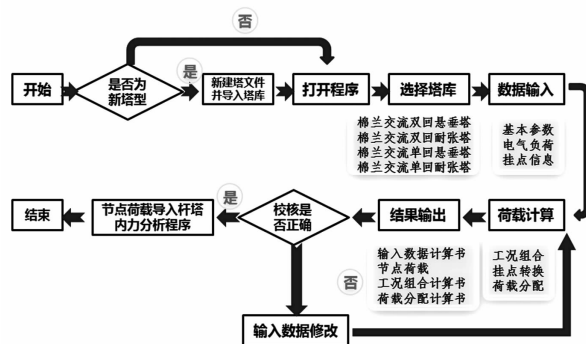 否
开始
是否为
新塔型
是
新建塔文件
并导入塔库
打开程序
选择塔库
数据输入
棉兰交流双回悬垂塔
棉兰交流双回耐张塔
棉兰交流单回悬垂塔
棉兰交流单回耐张塔
基本参数
电气负荷
挂点信息
结束
节点荷载导入杆塔
内力分析程序
是
校核是
否正确
结果输出
荷载计算
否
输入数据计算书
节点荷载
工况组合计算书
荷载分配计算书
工况组合
挂点转换
荷载分配
输入数据修改